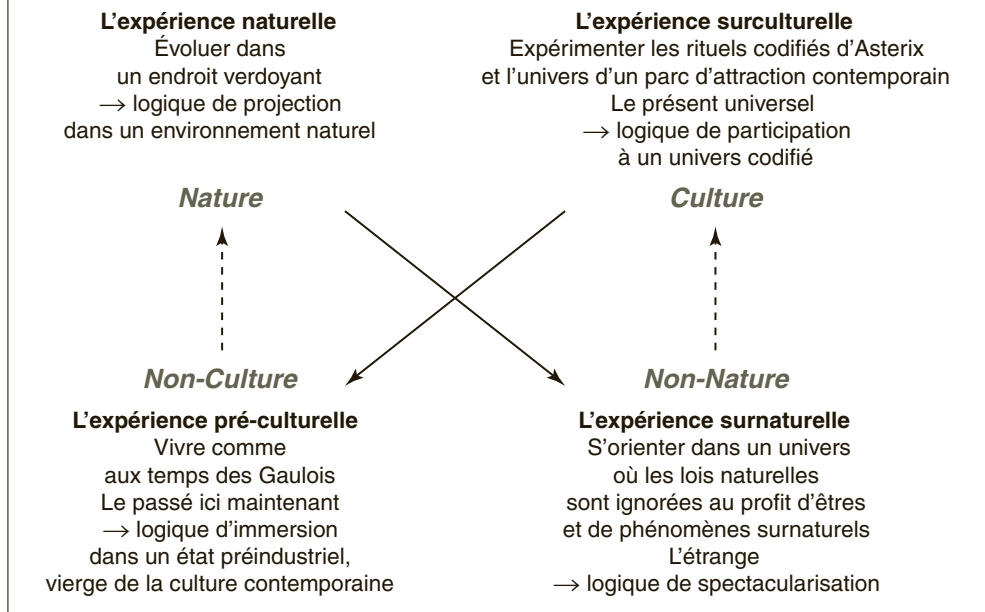 L'expérience naturelle
Évoluer dans
un endroit verdoyant
→ logique de projection
dans un environnement naturel
L'expérience surculturelle
Expérimenter les rituels codifiés d'Asterix
et l'univers d'un parc d'attraction contemporain
Le présent universel
→ logique de participation
à un univers codifié
Nature
Culture
Non-Culture
Non-Nature
L'expérience pré-culturelle
Vivre comme
aux temps des Gaulois
Le passé ici maintenant
→ logique d'immersion
dans un état préindustriel,
vierge de la culture contemporaine
L'expérience surnaturelle
S'orienter dans un univers
où les lois naturelles
sont ignorées au profit d'êtres
et de phénomènes surnaturels
L'étrange
→ logique de spectacularisation